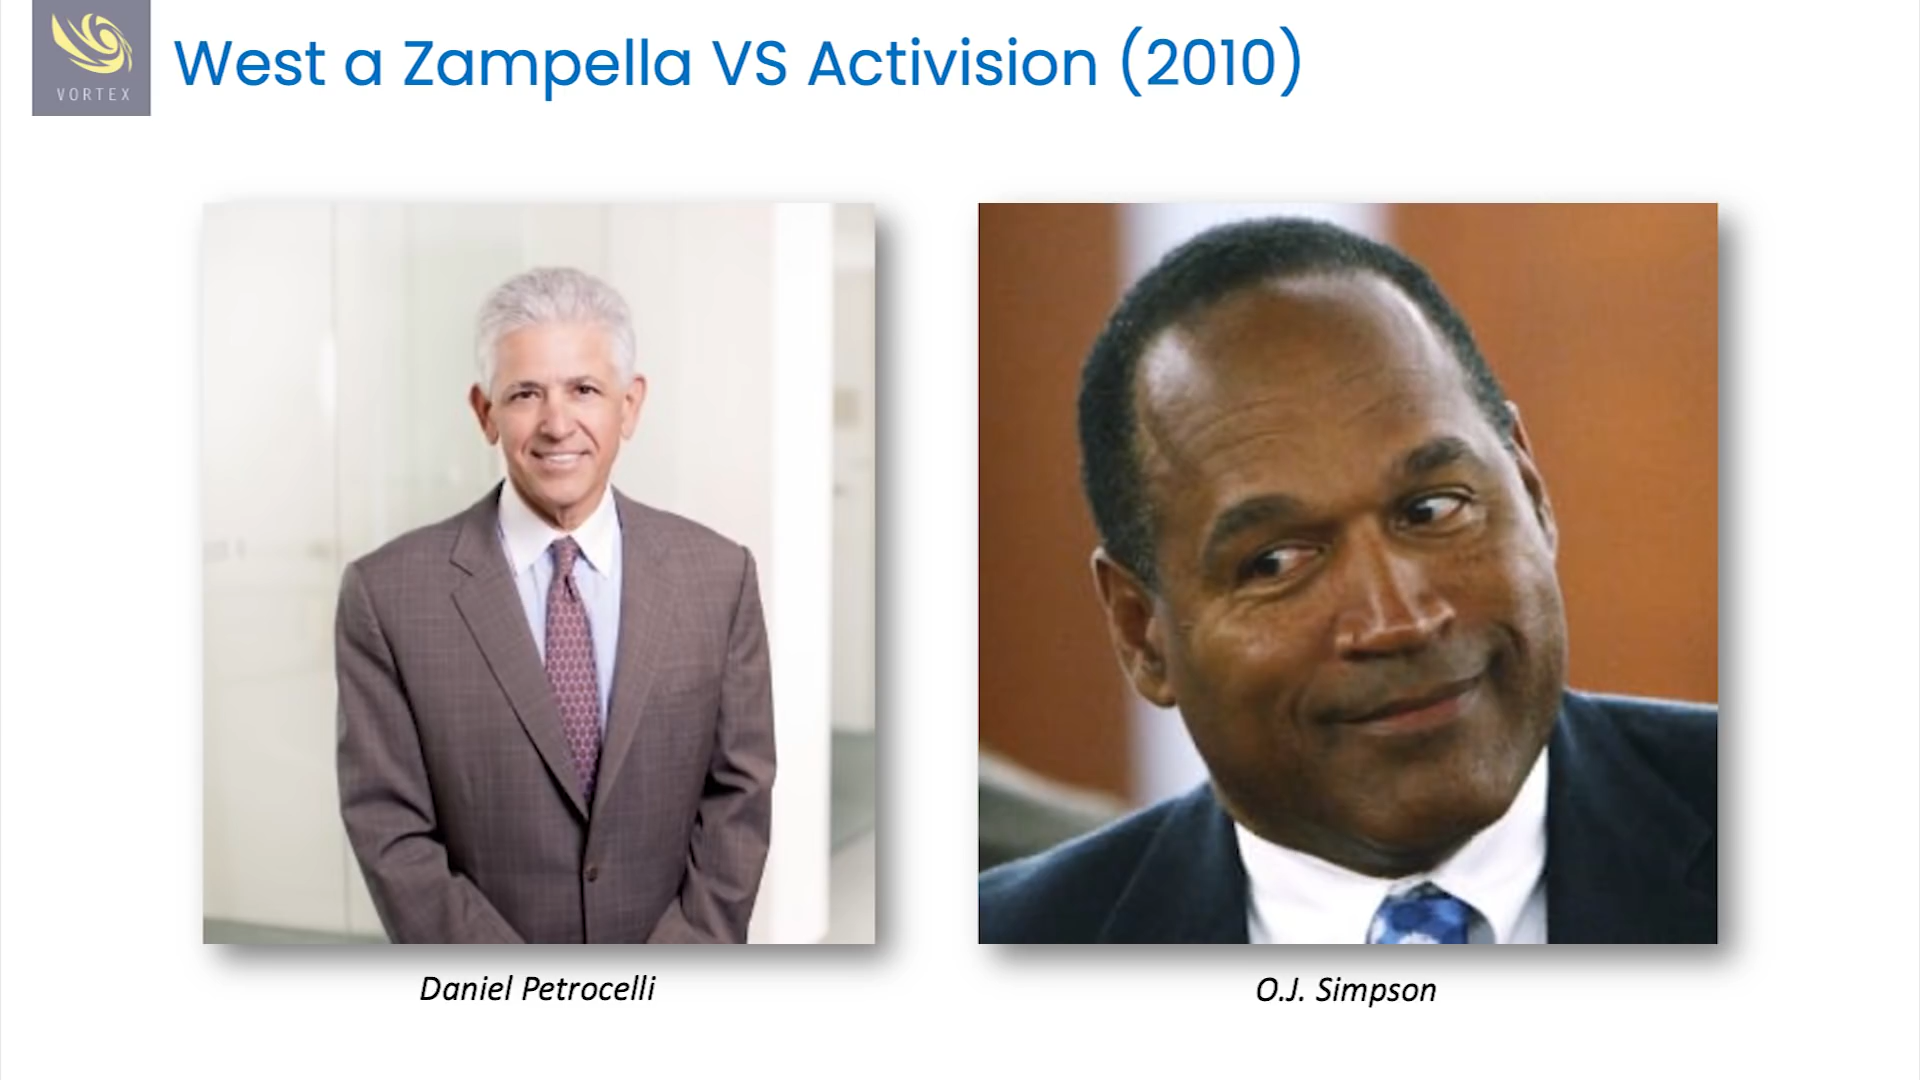 VORTEX
West a Zampella VS Activision (2010)
Daniel Petrocelli
O.J. Simpson